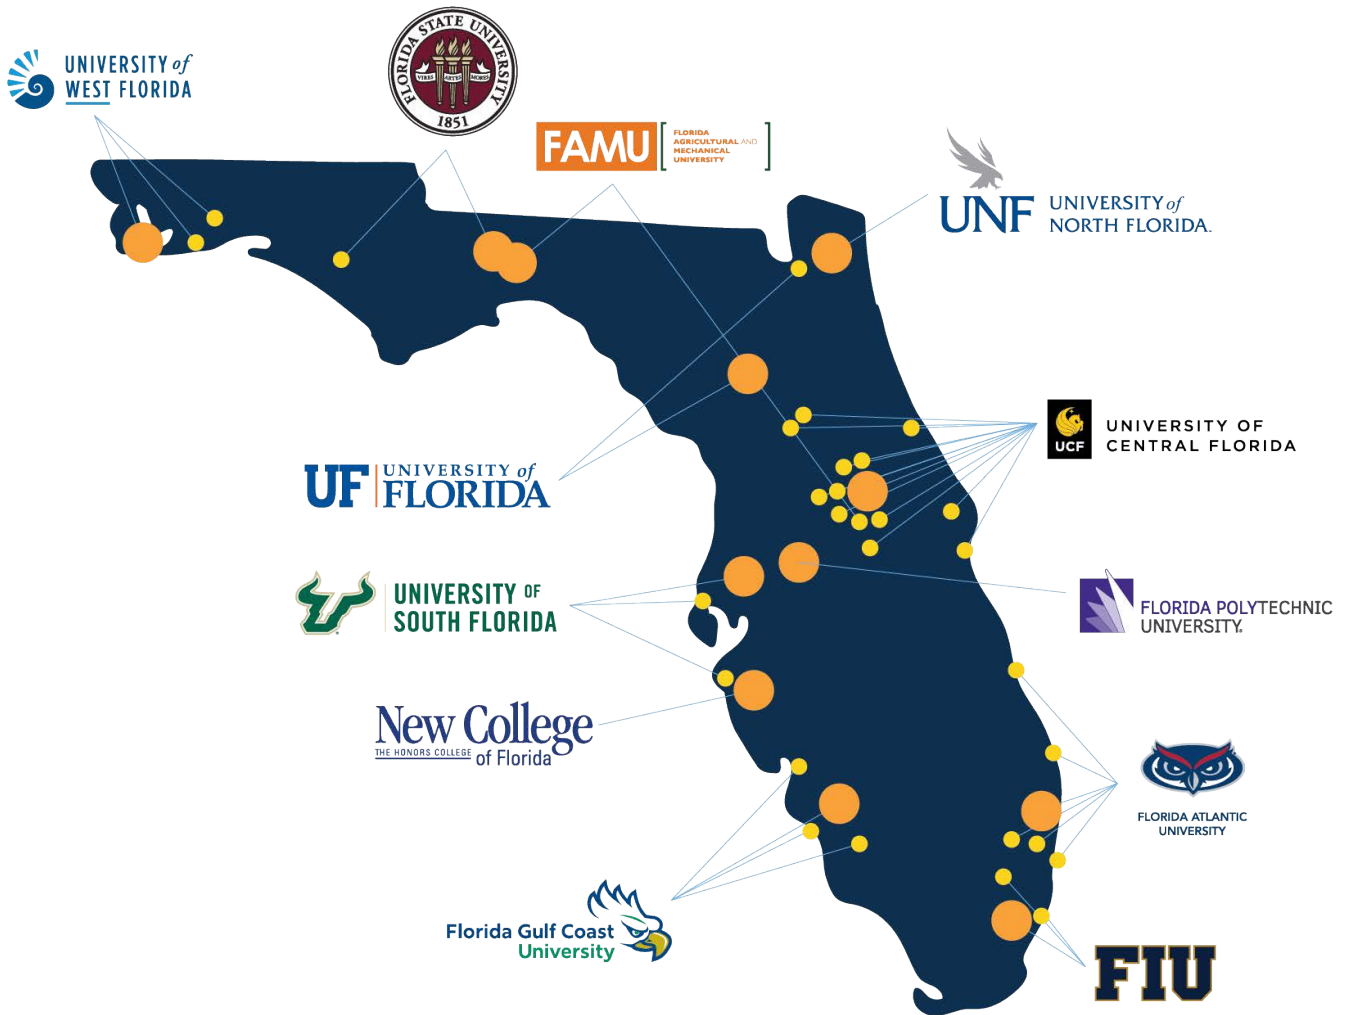 UNIVERSITY of
WEST FLORIDA
FLORIDA STATE UNIVERSITY
VIRES ARTES MORES
1851
FAMU
FLORIDA
AGRICULTURAL AND
MECHANICAL
UNIVERSITY
UNF
UNIVERSITY of
NORTH FLORIDA.
UCF
UNIVERSITY OF
CENTRAL FLORIDA
UF
UNIVERSITY of
FLORIDA
UNIVERSITY OF
SOUTH FLORIDA
FLORIDA POLYTECHNIC
UNIVERSITY.
New College
THE HONORS COLLEGE
of Florida
FLORIDA ATLANTIC
UNIVERSITY
Florida Gulf Coast
University
FIU